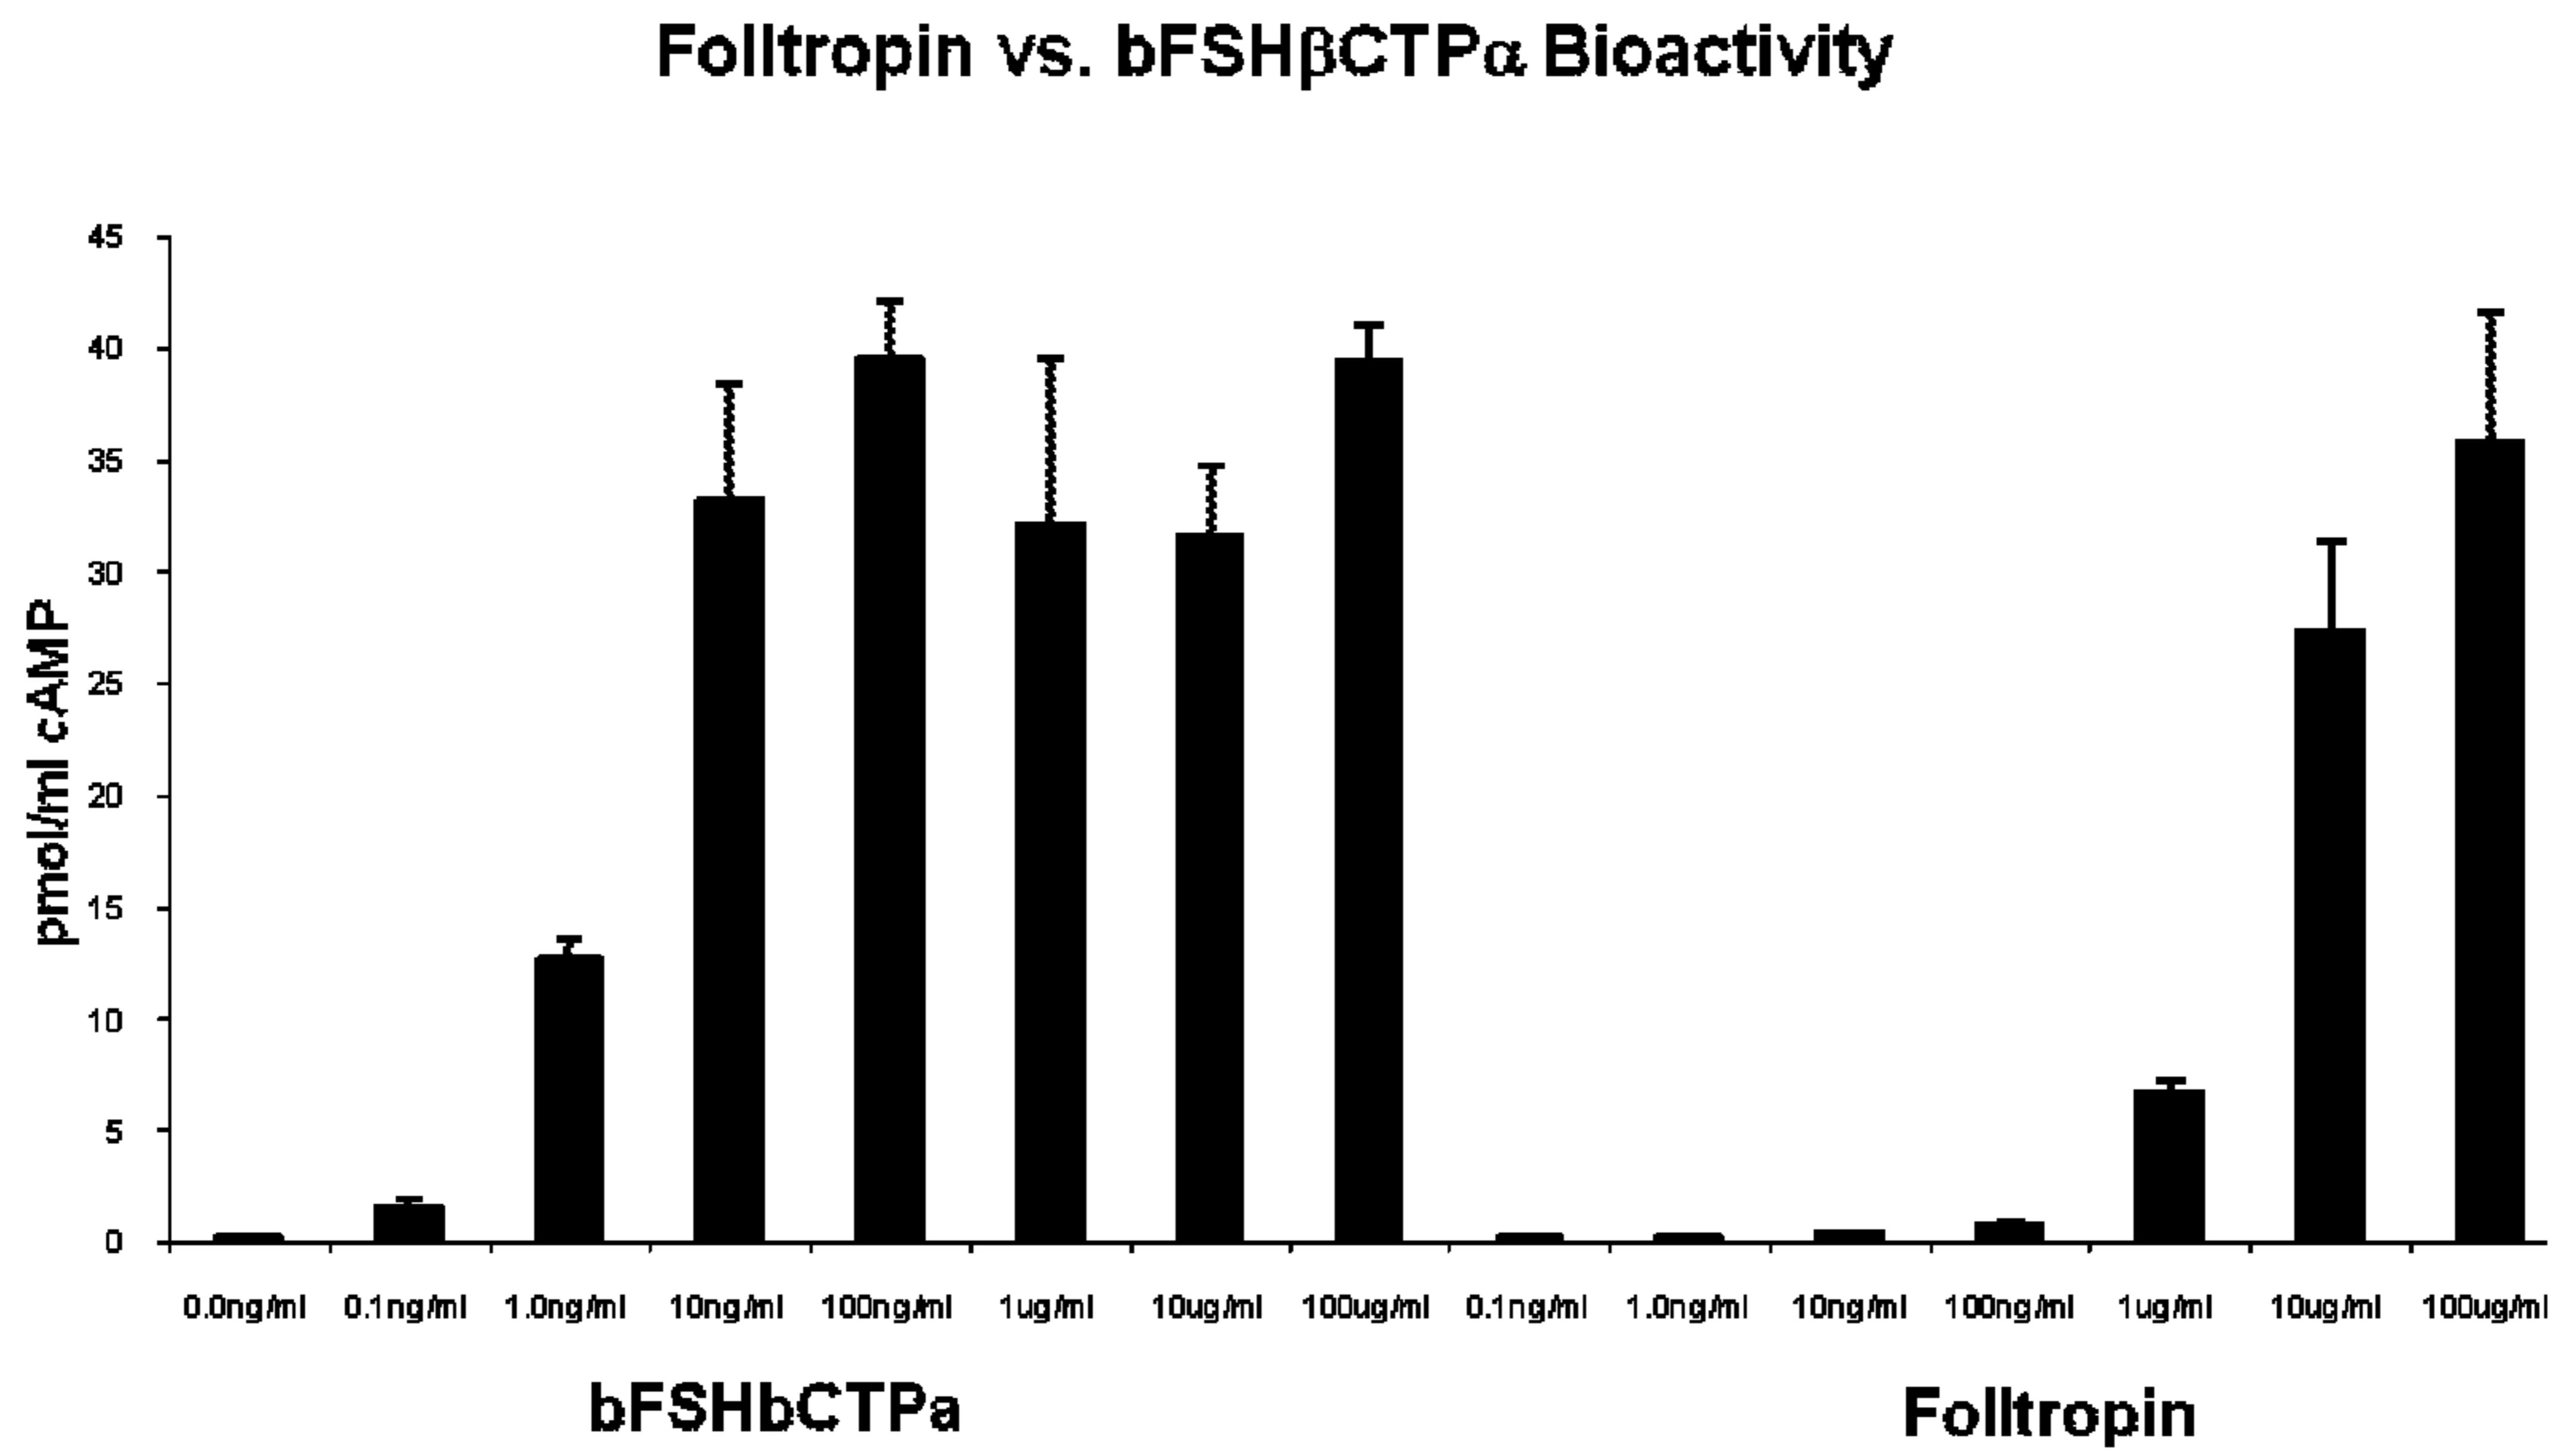 Folltropin vs. bFSHβCTPα Bioactivity
pmol/ml cAMP
45
40
35
30
25
20
15
10
5
0
0.0ng/ml 0.1ng/ml 1.0ng/ml 10ng/ml 100ng/ml 1ug/ml 10ug/ml 100ug/ml 0.1ng/ml 1.0ng/ml 10ng/ml 100ng/ml 1ug/ml 10ug/ml 100ug/ml
bFSHbCTPa Folltropin